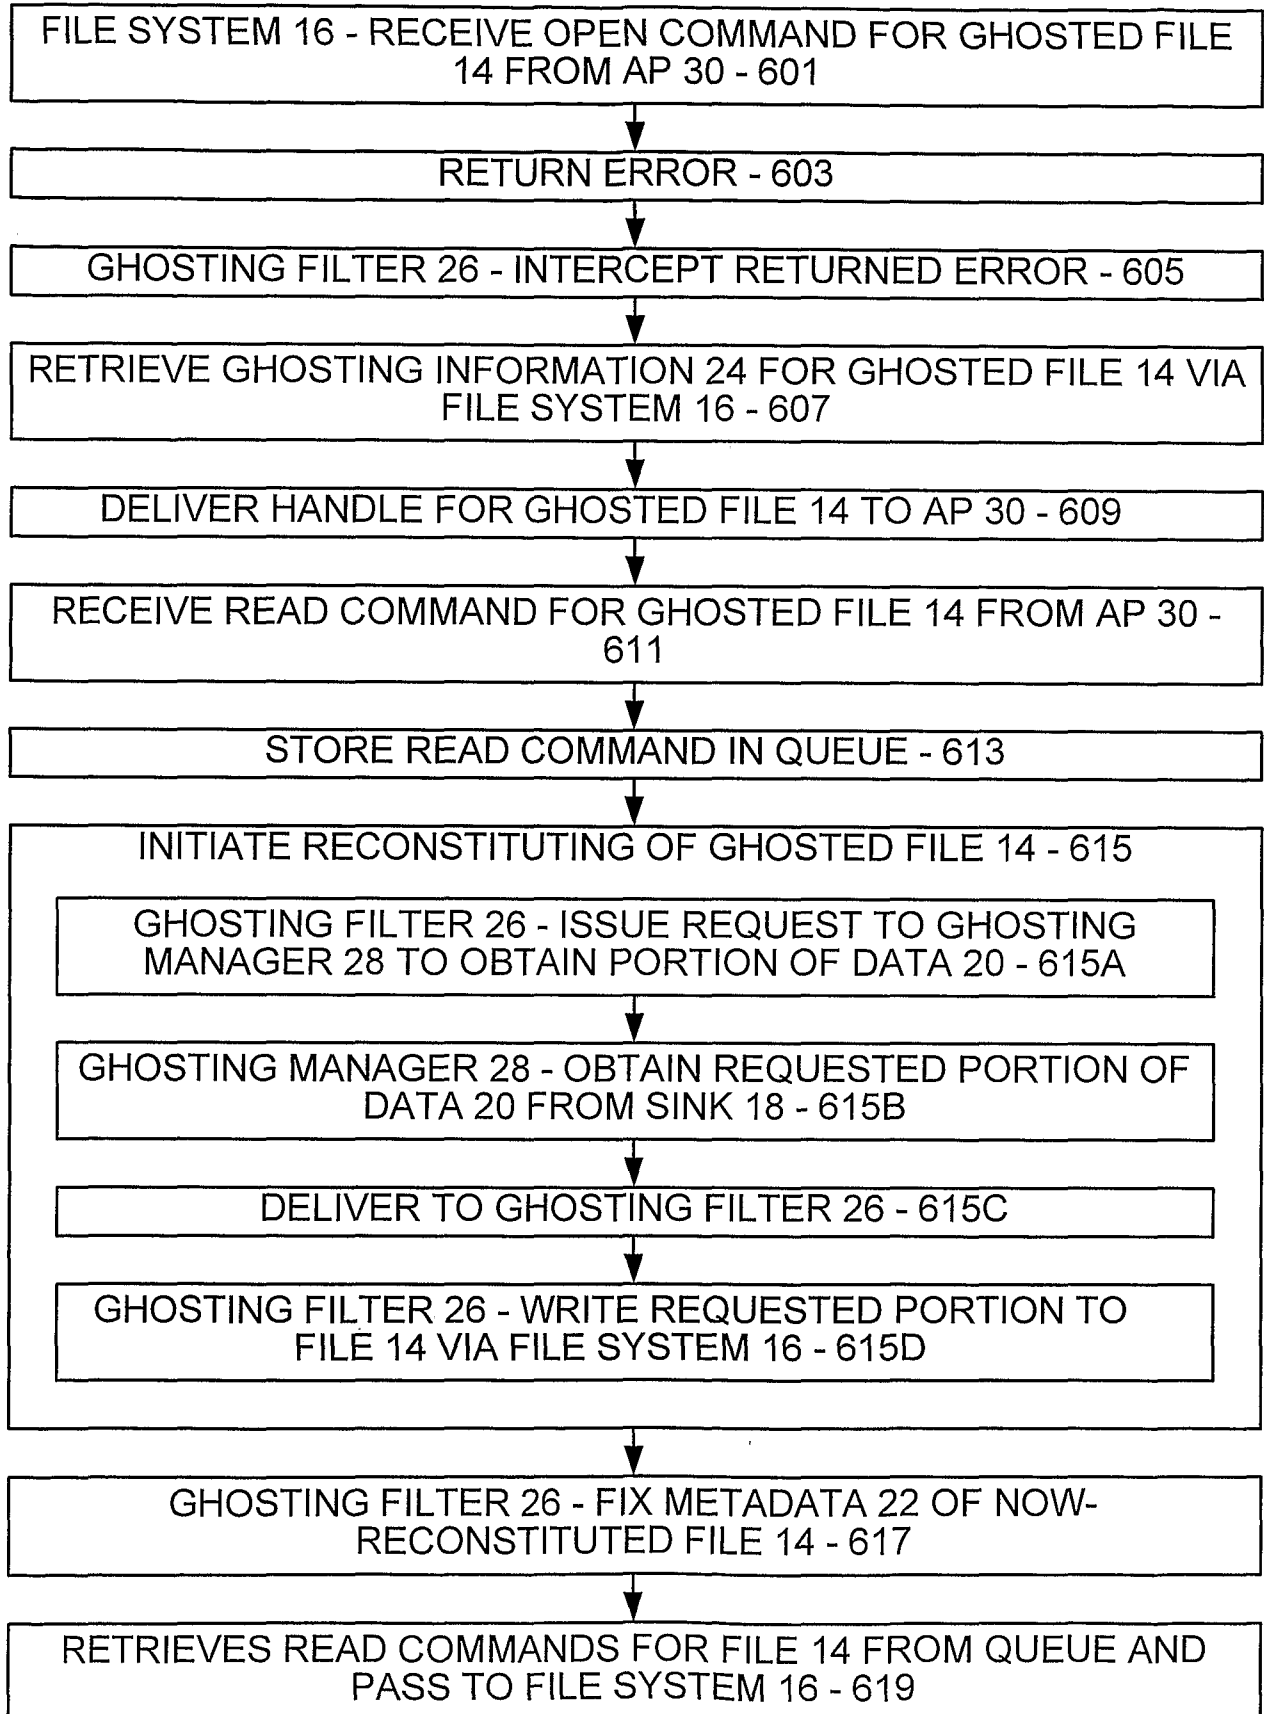 FILE SYSTEM 16 - RECEIVE OPEN COMMAND FOR GHOSTED FILE
14 FROM AP 30 - 601
RETURN ERROR - 603
GHOSTING FILTER 26 - INTERCEPT RETURNED ERROR - 605
RETRIEVE GHOSTING INFORMATION 24 FOR GHOSTED FILE 14 VIA
FILE SYSTEM 16 - 607
DELIVER HANDLE FOR GHOSTED FILE 14 TO AP 30 - 609
RECEIVE READ COMMAND FOR GHOSTED FILE 14 FROM AP 30 -
611
STORE READ COMMAND IN QUEUE - 613
INITIATE RECONSTITUTING OF GHOSTED FILE 14 - 615
GHOSTING FILTER 26 - ISSUE REQUEST TO GHOSTING
MANAGER 28 TO OBTAIN PORTION OF DATA 20 - 615A
GHOSTING MANAGER 28 - OBTAIN REQUESTED PORTION OF
DATA 20 FROM SINK 18 - 615B
DELIVER TO GHOSTING FILTER 26 - 615C
GHOSTING FILTER 26 - WRITE REQUESTED PORTION TO
FILE 14 VIA FILE SYSTEM 16 - 615D
GHOSTING FILTER 26 - FIX METADATA 22 OF NOW-
RECONSTITUTED FILE 14 - 617
RETRIEVES READ COMMANDS FOR FILE 14 FROM QUEUE AND
PASS TO FILE SYSTEM 16 - 619